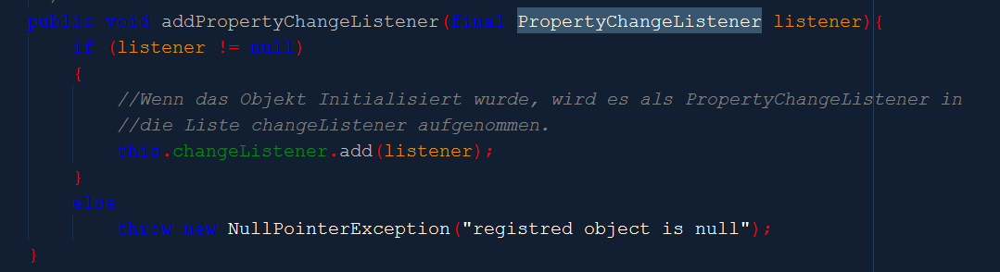 public void addPropertyChangeListener(final PropertyChangeListener listener){
if (listener != null)
{
//Wenn das Objekt Initialisiert wurde, wird es als PropertyChangeListener in
//die Liste changeListener aufgenommen.
this.changeListener.add(listener);
}
else
throw new NullPointerException("registred object is null");
}